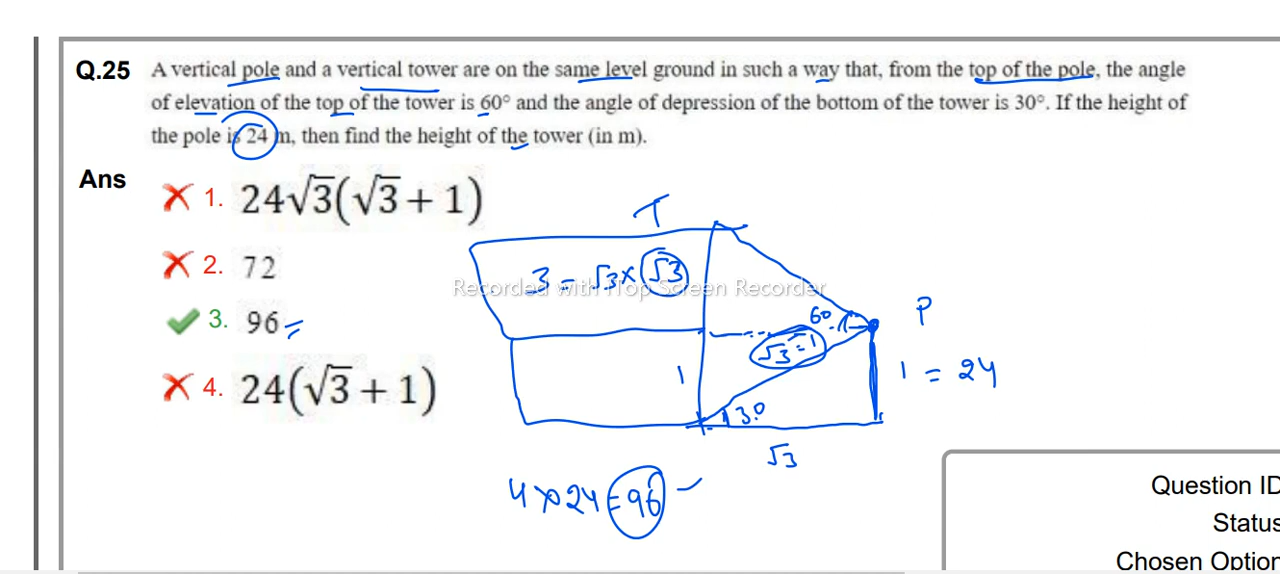 Q.25 A vertical pole and a vertical tower are on the same level ground in such a way that, from the top of the pole, the angle
of elevation of the top of the tower is 60° and the angle of depression of the bottom of the tower is 30°. If the height of
the pole is 24 m, then find the height of the tower (in m).
Ans
1. 24√3(√3 + 1)
2. 72
3. 96 =
4. 24(√3 + 1)
T
3 = √3 × √3
Recorded with iTop Screen Recorder
60
P
√3 = 1
1
1 = 24
30
√3
4 × 24 = 96
Question ID
Status
Chosen Option